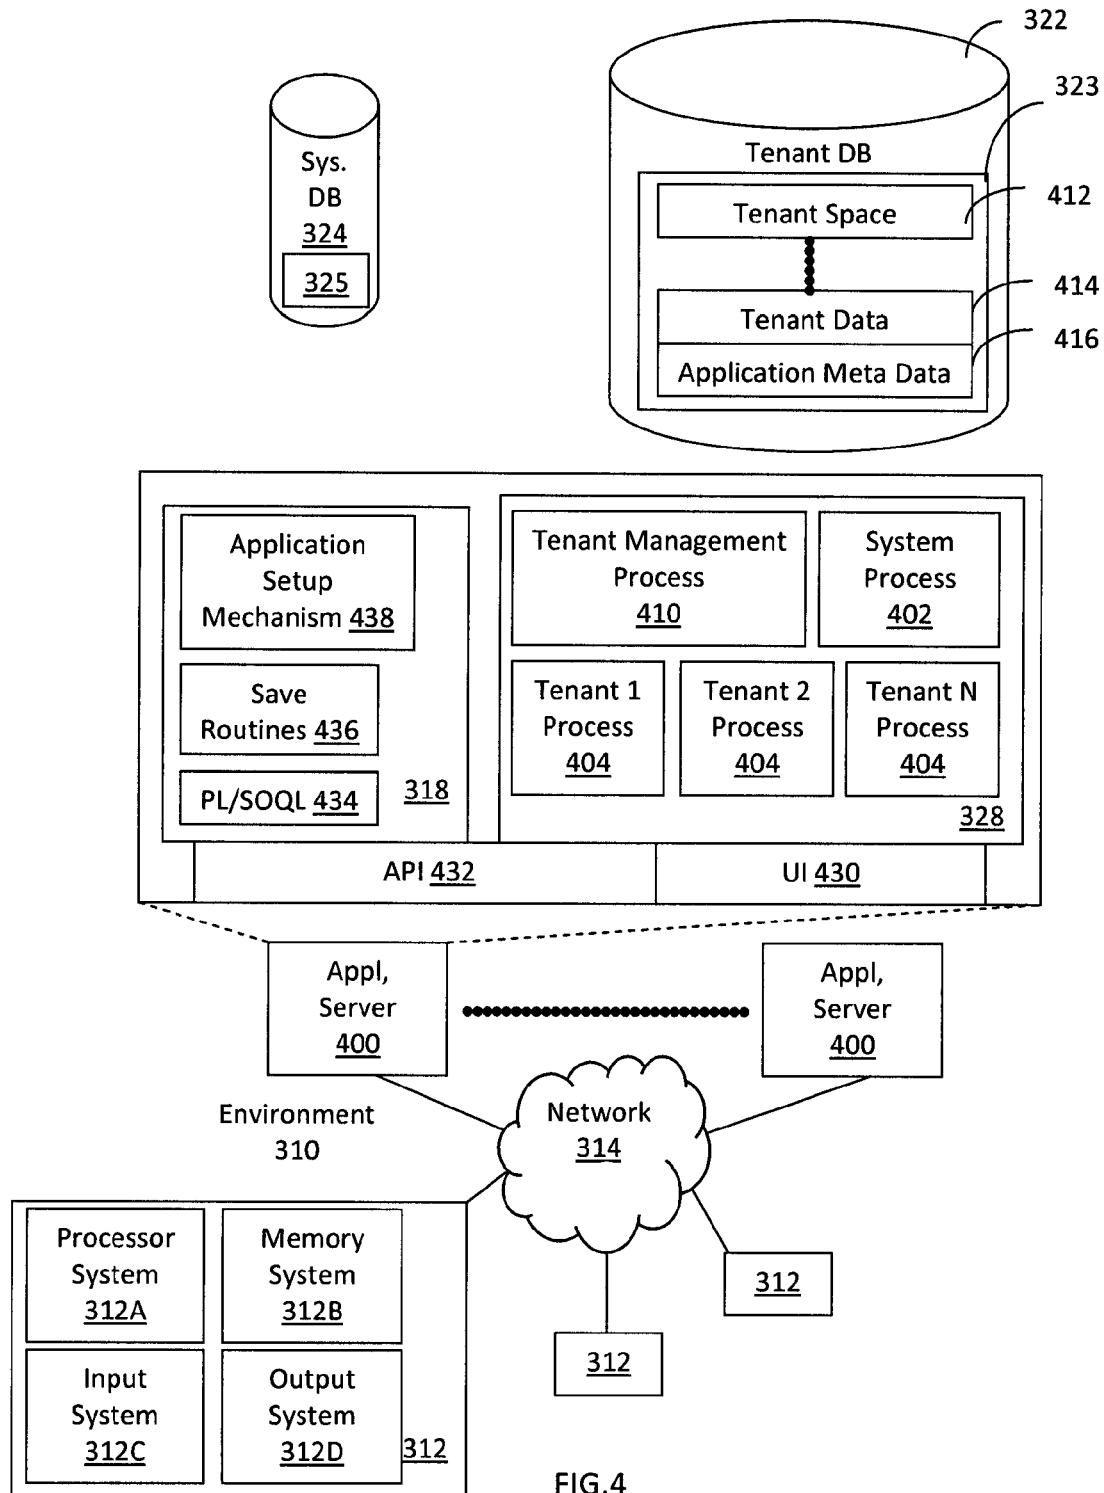 322
323
Tenant DB
Sys.
DB
324
325
Tenant Space
412
414
Tenant Data
416
Application Meta Data
Application
Setup
Mechanism 438
Tenant Management
Process
410
System
Process
402
Save
Routines 436
Tenant 1
Process
404
Tenant 2
Process
404
Tenant N
Process
404
PL/SOQL 434
318
328
API 432
UI 430
Appl,
Server
400
Appl,
Server
400
Environment
310
Network
314
Processor
System
312A
Memory
System
312B
Input
System
312C
Output
System
312D
312
312
312
FIG.4